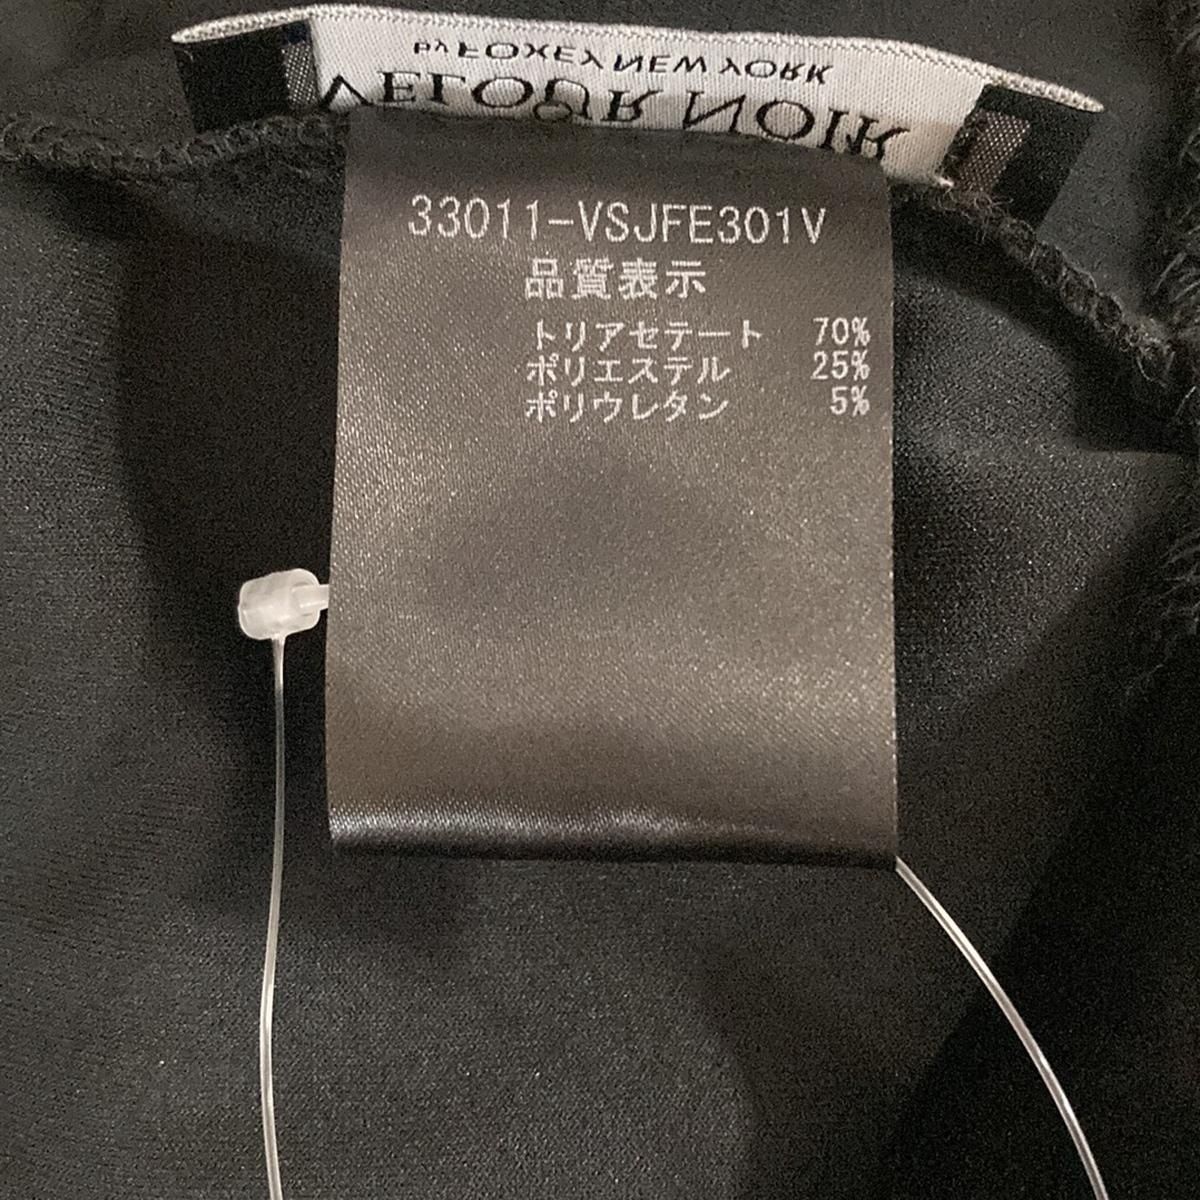 BY FOXEY NEW YORK
VELOUR NOIR
33011-VSJFE301V
品質表示
トリアセテート 70%
ポリエステル 25%
ポリウレタン 5%